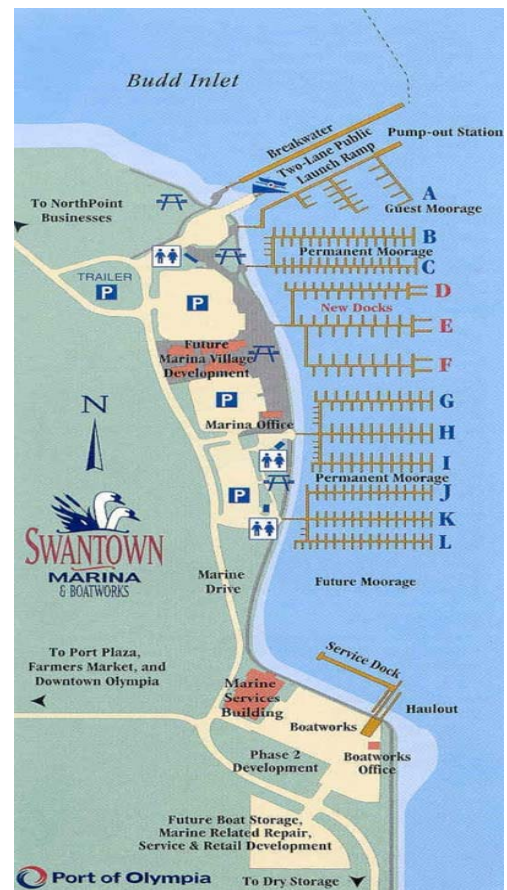 Budd Inlet
Breakwater
Two-Lane Public
Launch Ramp
Pump-out Station
A
Guest Moorage
To NorthPoint
Businesses
B
Permanent Moorage
C
TRAILER
P
D
New Docks
E
P
Future
Marina Village
Development
F
P
G
Marina Office
H
N
I
Permanent Moorage
J
P
K
L
SWANTOWN
MARINA
& BOATWORKS
Marine
Drive
Future Moorage
To Port Plaza,
Farmers Market, and
Downtown Olympia
Service Dock
Marine
Services
Building
Haulout
Boatworks
Phase 2
Development
Boatworks
Office
Future Boat Storage,
Marine Related Repair,
Service & Retail Development
Port of Olympia
To Dry Storage